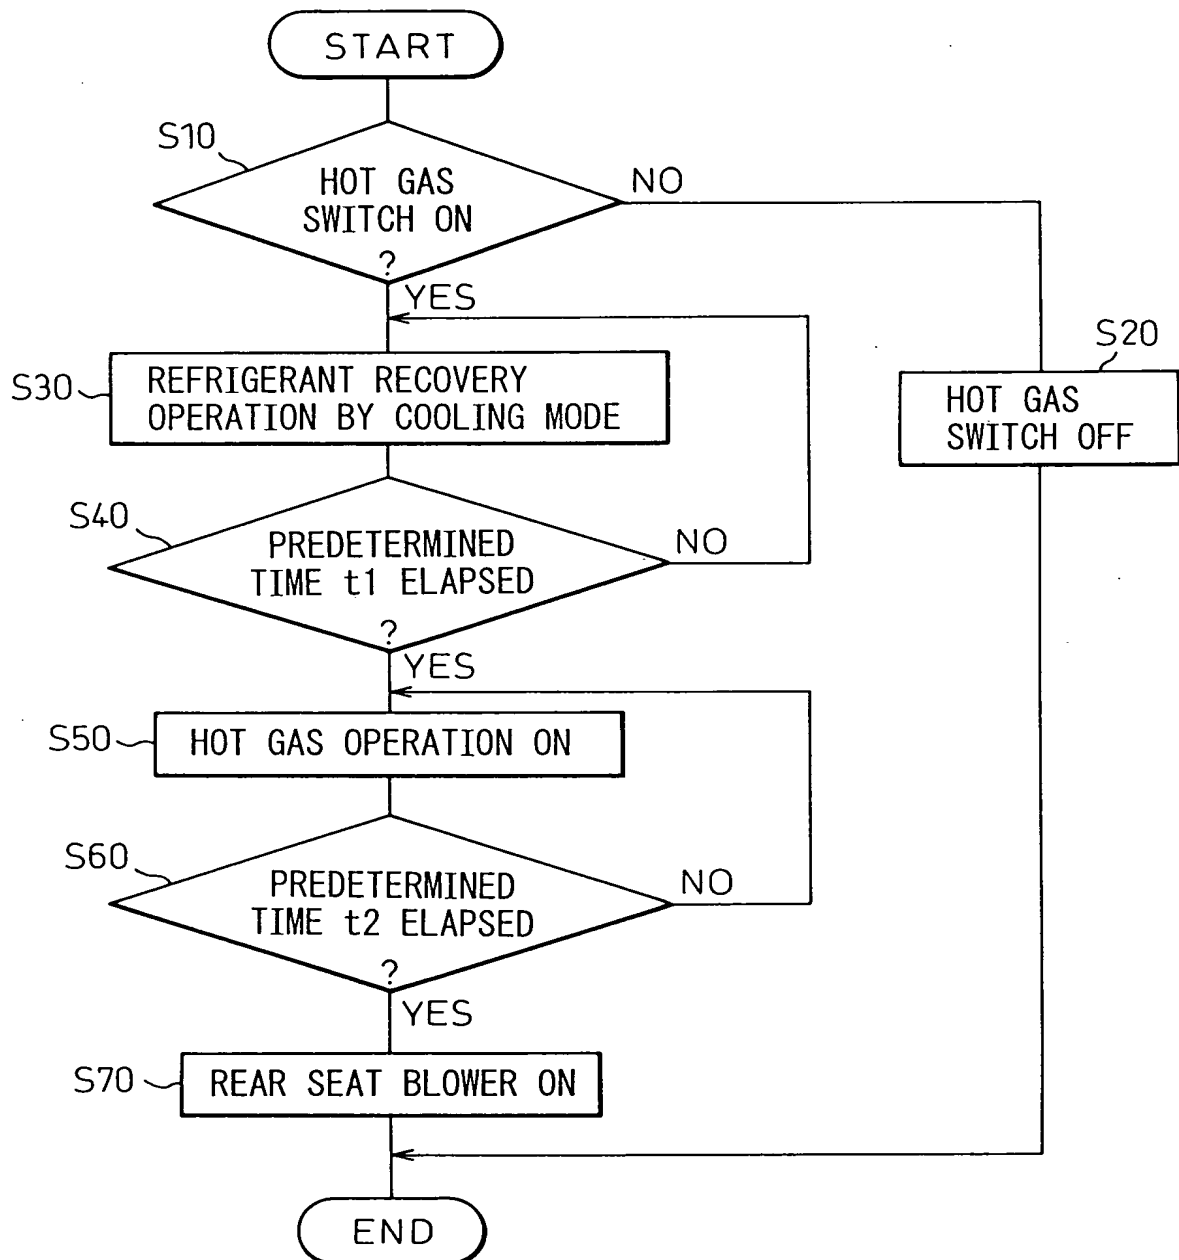 START
S10
HOT GAS
SWITCH ON
?
NO
YES
S20
HOT GAS
SWITCH OFF
S30
REFRIGERANT RECOVERY
OPERATION BY COOLING MODE
S40
PREDETERMINED
TIME t1 ELAPSED
?
NO
YES
S50
HOT GAS OPERATION ON
S60
PREDETERMINED
TIME t2 ELAPSED
?
NO
YES
S70
REAR SEAT BLOWER ON
END